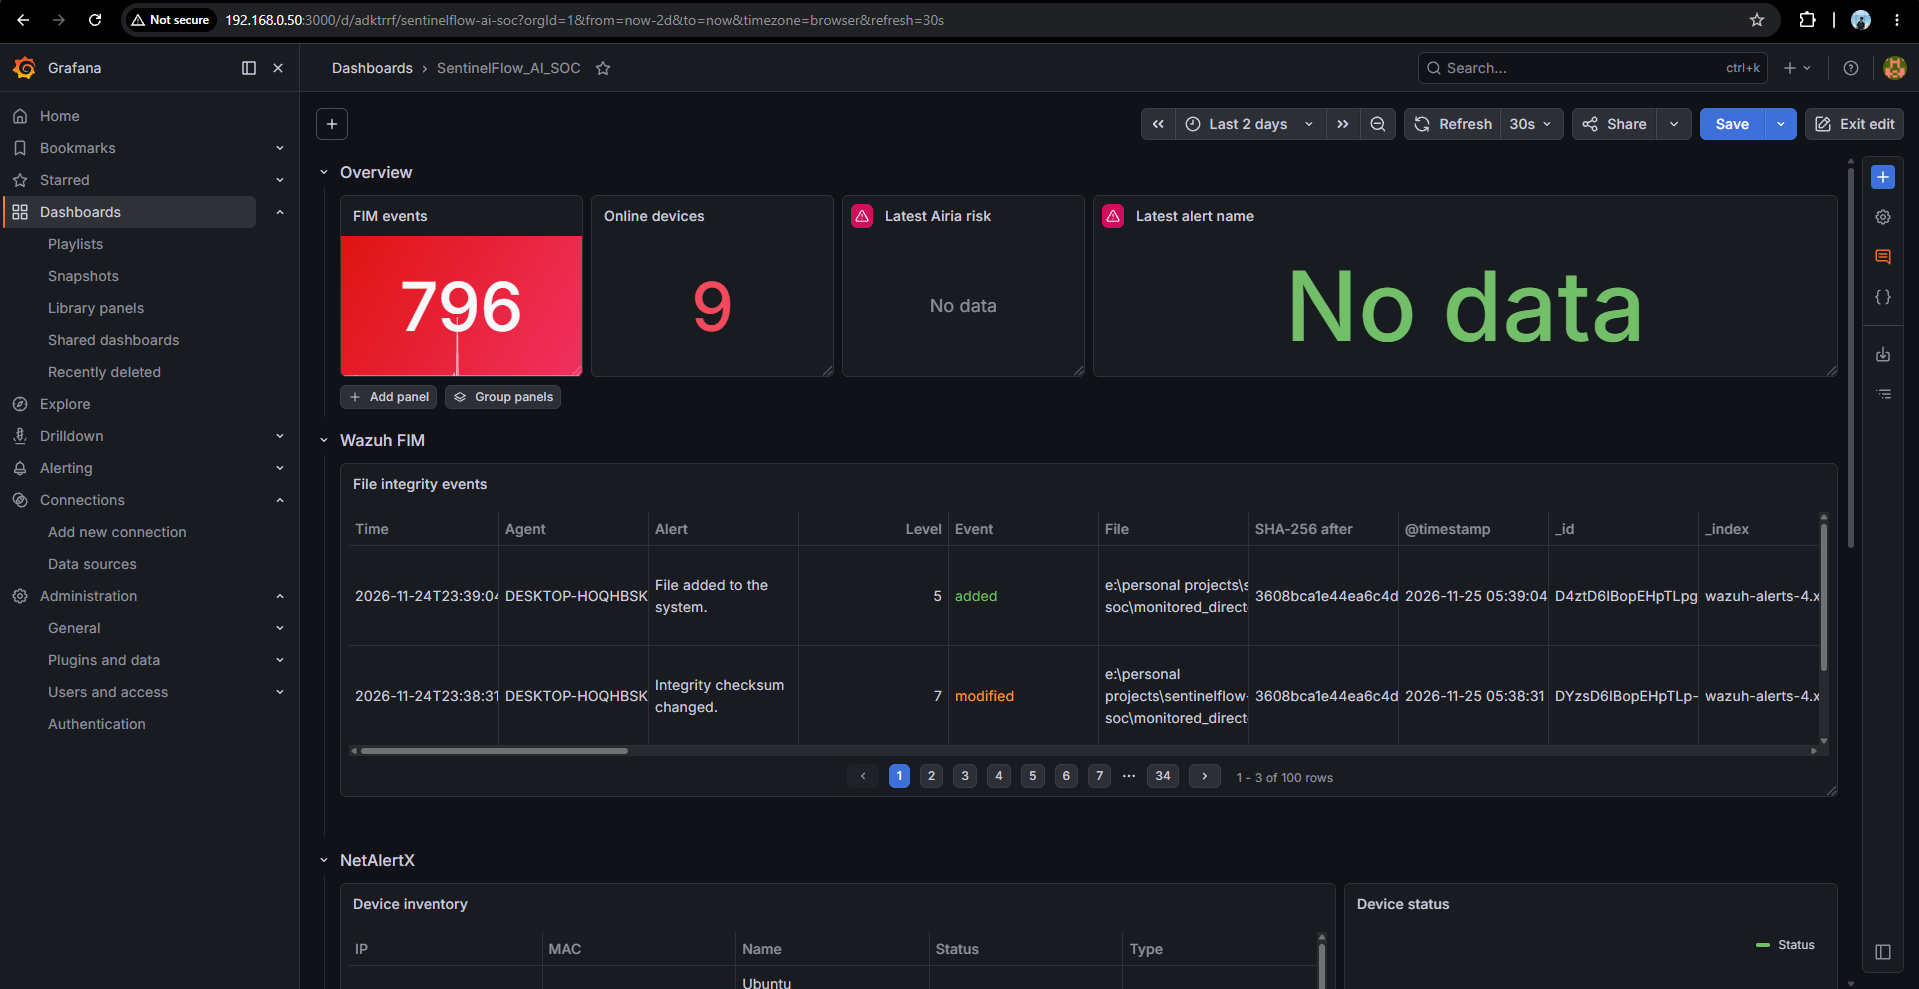 Not secure
192.168.0.50:3000/d/adktrrf/sentinelflow-ai-soc?orgId=1&from=now-2d&to=now&timezone=browser&refresh=30s
Grafana
Dashboards › SentinelFlow_AI_SOC
Search...
ctrl+k
Home
Bookmarks
Starred
Dashboards
Playlists
Snapshots
Library panels
Shared dashboards
Recently deleted
Explore
Drilldown
Alerting
Connections
Add new connection
Data sources
Administration
General
Plugins and data
Users and access
Authentication
Last 2 days
Refresh
30s
Share
Save
Exit edit
Overview
FIM events
796
Online devices
9
Latest Airia risk
No data
Latest alert name
No data
Add panel
Group panels
Wazuh FIM
File integrity events
Time Agent Alert Level Event File SHA-256 after @timestamp _id _index
2026-11-24T23:39:04 DESKTOP-HOQHBSK File added to the system. 5 added e:\personal projects\s soc\monitored_direct 3608bca1e44ea6c4d 2026-11-25 05:39:04 D4ztD6IBopEHpTLpg wazuh-alerts-4.x
2026-11-24T23:38:31 DESKTOP-HOQHBSK Integrity checksum changed. 7 modified e:\personal projects\sentinelflow- soc\monitored_direct 3608bca1e44ea6c4d 2026-11-25 05:38:31 DYzsD6IBopEHpTLp- wazuh-alerts-4.x
1 2 3 4 5 6 7 ... 34
1 - 3 of 100 rows
NetAlertX
Device inventory
IP MAC Name Status Type
Ubuntu
Device status
Status